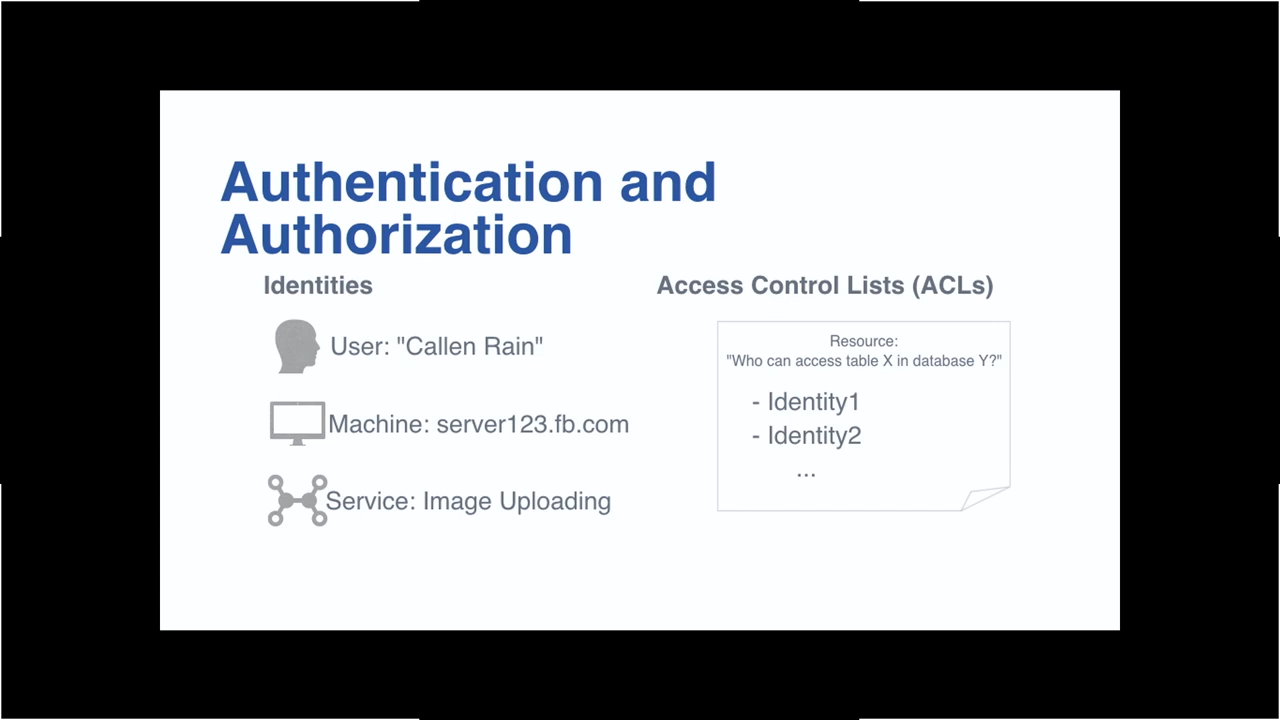 Authentication and
Authorization
Identities
User: "Callen Rain"
Machine: server123.fb.com
Service: Image Uploading
Access Control Lists (ACLs)
Resource:
"Who can access table X in database Y?"
- Identity1
- Identity2
...